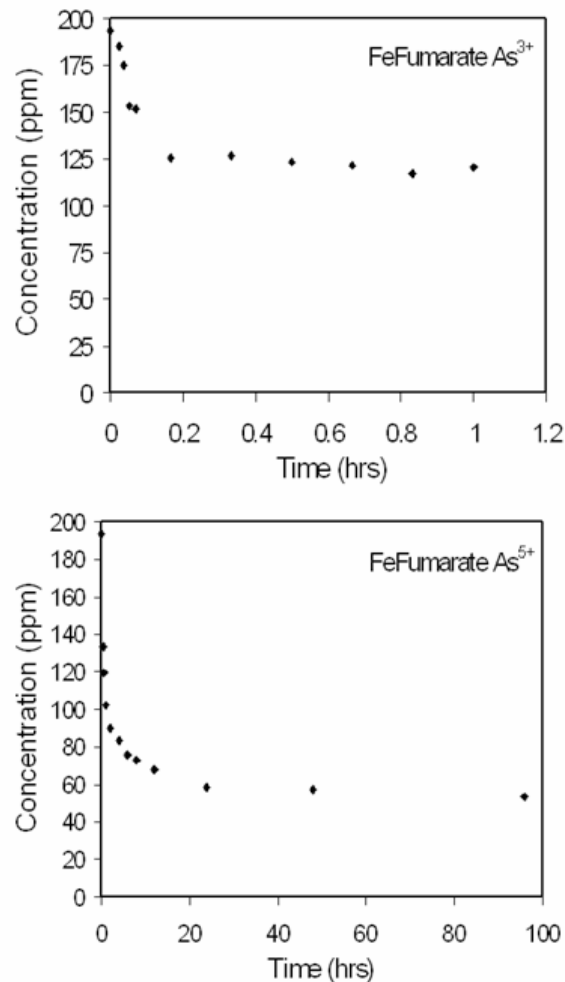 200
175
150
125
100
75
50
25
0
Concentration (ppm)
FeFumarate As³⁺
0 0.2 0.4 0.6 0.8 1 1.2
Time (hrs)
200
180
160
140
120
100
80
60
40
20
0
Concentration (ppm)
FeFumarate As⁵⁺
0 20 40 60 80 100
Time (hrs)